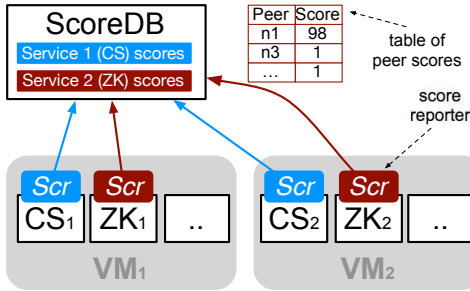 ScoreDB
Service 1 (CS) scores
Service 2 (ZK) scores
Peer Score
n1 98
n3 1
... 1
table of
peer scores
score
reporter
Scr Scr Scr Scr
CS1 ZK1 .. CS2 ZK2 ..
VM1 VM2